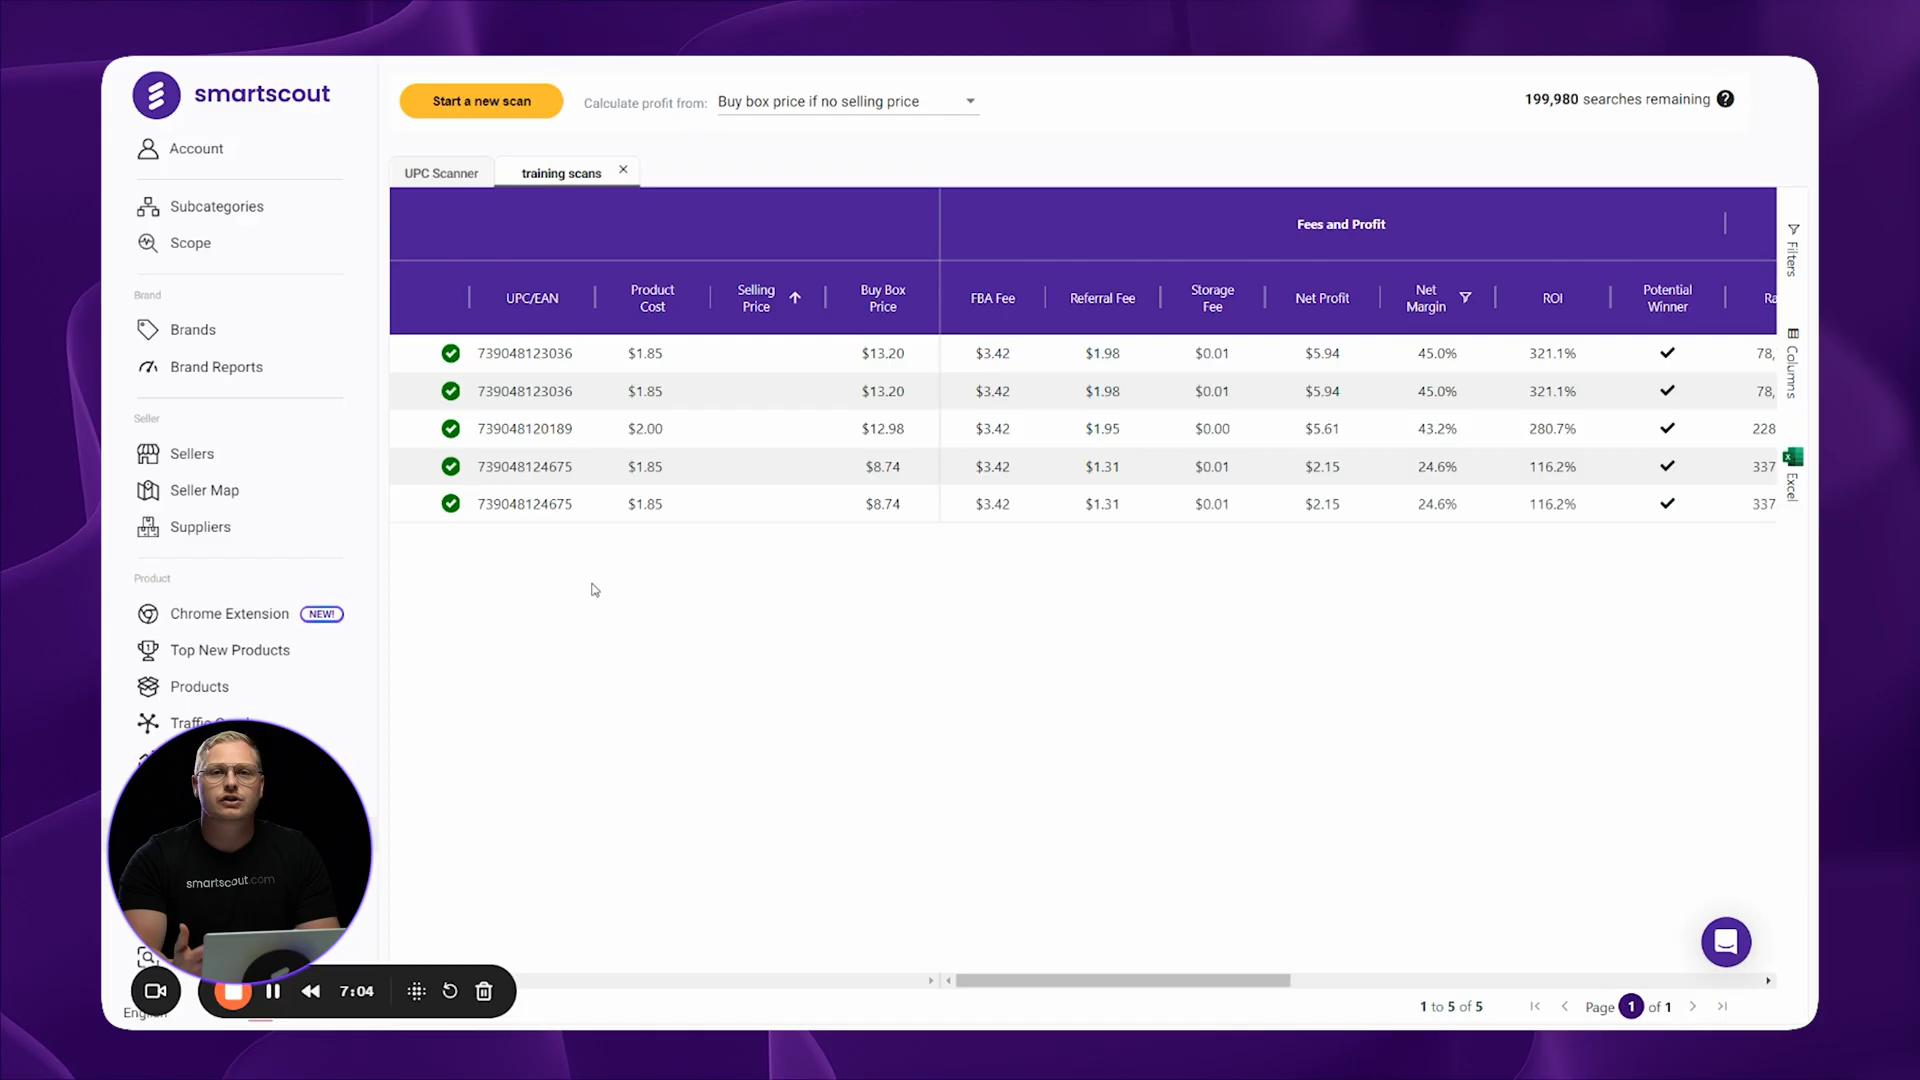 smartscout
Start a new scan
Calculate profit from: Buy box price if no selling price
199,980 searches remaining ?
Account
UPC Scanner
training scans
Subcategories
Scope
Fees and Profit
Filters
Columns
Excel
UPC/EAN Product Cost Selling Price Buy Box Price FBA Fee Referral Fee Storage Fee Net Profit Net Margin ROI Potential Winner Ra
739048123036 $1.85 $13.20 $3.42 $1.98 $0.01 $5.94 45.0% 321.1% 78,
739048123036 $1.85 $13.20 $3.42 $1.98 $0.01 $5.94 45.0% 321.1% 78,
739048120189 $2.00 $12.98 $3.42 $1.95 $0.00 $5.61 43.2% 280.7% 228
739048124675 $1.85 $8.74 $3.42 $1.31 $0.01 $2.15 24.6% 116.2% 337
739048124675 $1.85 $8.74 $3.42 $1.31 $0.01 $2.15 24.6% 116.2% 337
Brand
Brands
Brand Reports
Seller
Sellers
Seller Map
Suppliers
Product
Chrome Extension NEW!
Top New Products
Products
smartscout.com
7:04
1 to 5 of 5
Page 1 of 1